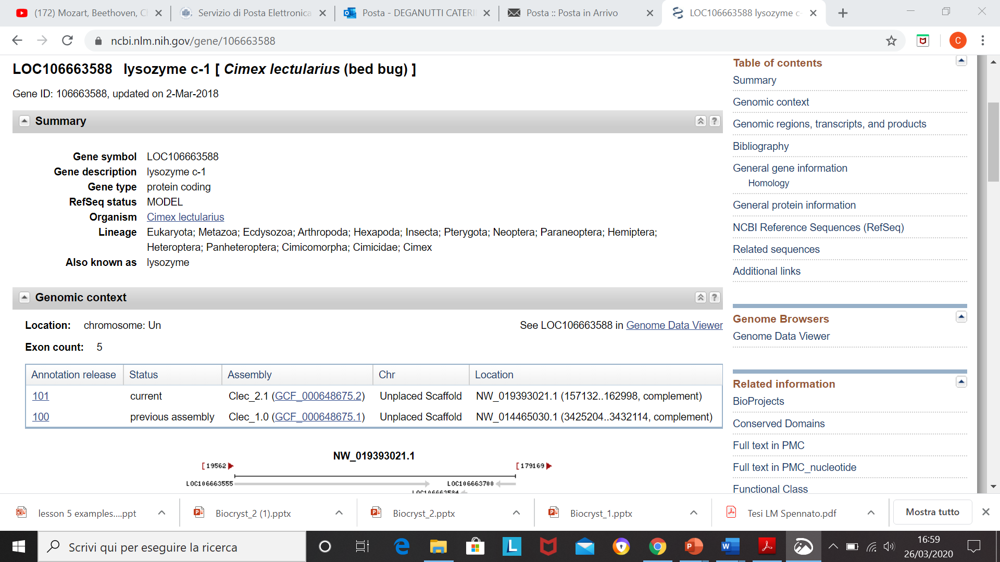 (172) Mozart, Beethoven, C
Servizio di Posta Elettronica
Posta - DEGANUTTI CATERI
Posta :: Posta in Arrivo
LOC106663588 lysozyme c-
ncbi.nlm.nih.gov/gene/106663588
C
LOC106663588 lysozyme c-1 [ Cimex lectularius (bed bug) ]
Gene ID: 106663588, updated on 2-Mar-2018
Summary
?
Gene symbol LOC106663588
Gene description lysozyme c-1
Gene type protein coding
RefSeq status MODEL
Organism Cimex lectularius
Lineage Eukaryota; Metazoa; Ecdysozoa; Arthropoda; Hexapoda; Insecta; Pterygota; Neoptera; Paraneoptera; Hemiptera;
Heteroptera; Panheteroptera; Cimicomorpha; Cimicidae; Cimex
Also known as lysozyme
Genomic context
?
Location: chromosome: Un
See LOC106663588 in Genome Data Viewer
Exon count: 5
Annotation release Status Assembly Chr Location
101 current Clec_2.1 (GCF_000648675.2) Unplaced Scaffold NW_019393021.1 (157132..162998, complement)
100 previous assembly Clec_1.0 (GCF_000648675.1) Unplaced Scaffold NW_014465030.1 (3425204..3432114, complement)
NW_019393021.1
[ 19562 [ 179169
LOC106663555 LOC106663700
LOC106663584
Table of contents
Summary
Genomic context
Genomic regions, transcripts, and products
Bibliography
General gene information
Homology
General protein information
NCBI Reference Sequences (RefSeq)
Related sequences
Additional links
Genome Browsers
Genome Data Viewer
Related information
BioProjects
Conserved Domains
Full text in PMC
Full text in PMC_nucleotide
Functional Class
lesson 5 examples....ppt
Biocryst_2 (1).pptx
Biocryst_2.pptx
Biocryst_1.pptx
Tesi LM Spennato.pdf
Mostra tutto
Scrivi qui per eseguire la ricerca
16:59
26/03/2020